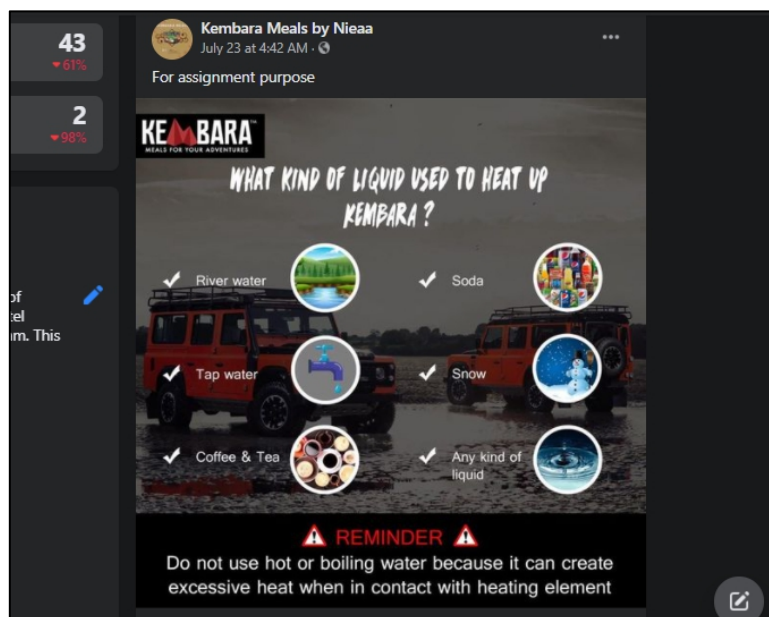 43
61%
2
98%
of
tel
m. This
Kembara Meals by Nieaa
July 23 at 4:42 AM ·
For assignment purpose
KEMBARA™
MEALS FOR YOUR ADVENTURES
WHAT KIND OF LIQUID USED TO HEAT UP
KEMBARA ?
River water
Soda
Tap water
Snow
Coffee & Tea
Any kind of
liquid
REMINDER
Do not use hot or boiling water because it can create
excessive heat when in contact with heating element